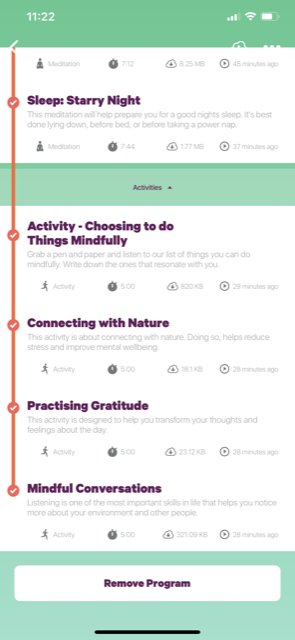 11:22
Meditation 7:12 8.25 MB 45 minutes ago
Sleep: Starry Night
This meditation will help prepare you for a good nights sleep. It's best
done lying down, before bed, or before taking a power nap.
Meditation 7:44 1.77 MB 37 minutes ago
Activities
Activity - Choosing to do
Things Mindfully
Grab a pen and paper and listen to our list of things you can do
mindfully. Write down the ones that resonate with you.
Activity 5:00 620 KB 29 minutes ago
Connecting with Nature
This activity is about connecting with nature. Doing so, helps reduce
stress and improve mental wellbeing.
Activity 5:00 18.1 KB 28 minutes ago
Practising Gratitude
This activity is designed to help you transform your thoughts and
feelings about the day.
Activity 5:00 23.12 KB 28 minutes ago
Mindful Conversations
Listening is one of the most important skills in life that helps you notice
more about your environment and other people.
Activity 5:00 321.09 KB 28 minutes ago
Remove Program